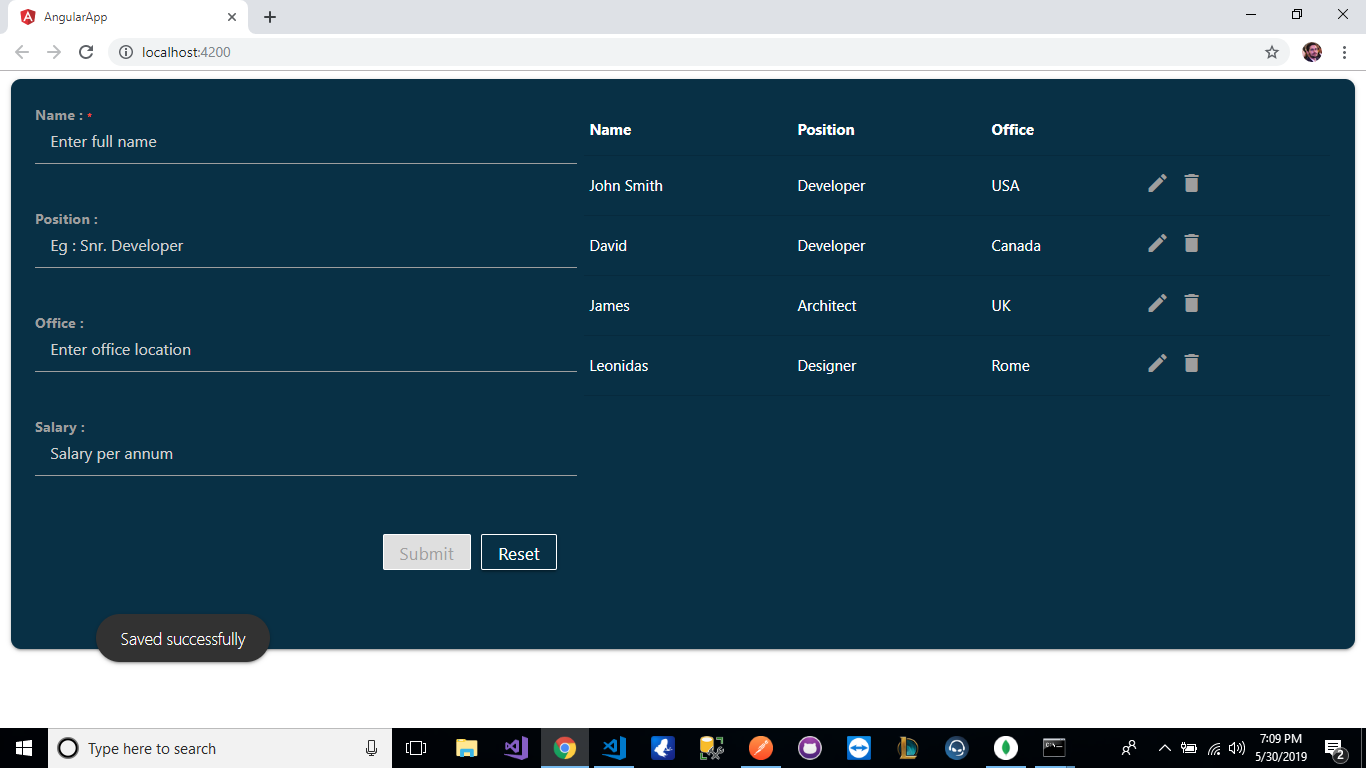 AngularApp
localhost:4200
Name : *
Enter full name
Position :
Eg : Snr. Developer
Office :
Enter office location
Salary :
Salary per annum
Submit Reset
Name Position Office
John Smith Developer USA
David Developer Canada
James Architect UK
Leonidas Designer Rome
Saved successfully
Type here to search
7:09 PM
5/30/2019
2